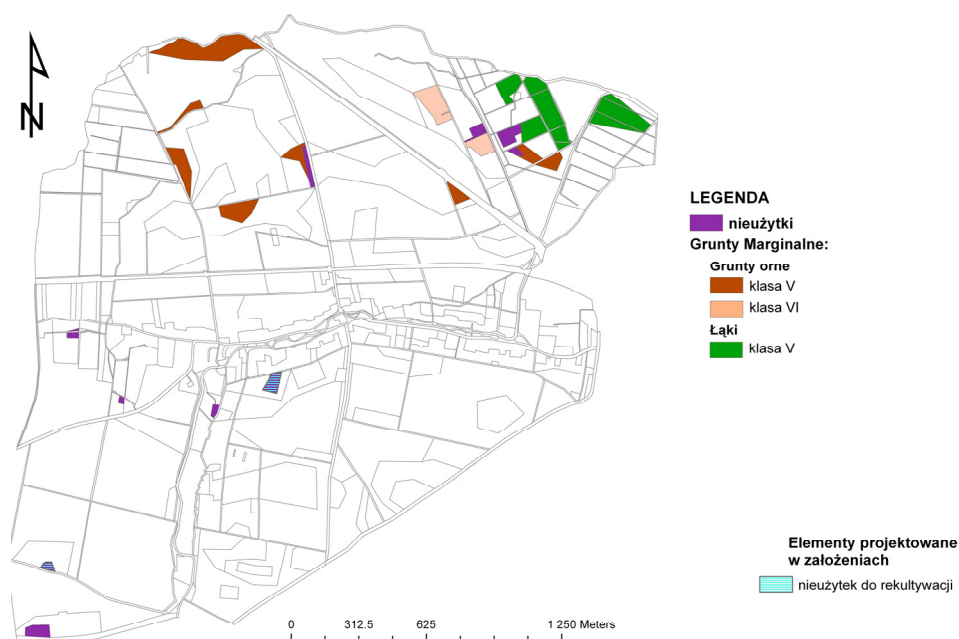 N
LEGENDA
nieużytki
Grunty Marginalne:
Grunty orne
klasa V
klasa VI
Łąki
klasa V
Elementy projektowane
w założeniach
nieużytek do rekultywacji
0 312.5 625 1 250 Meters